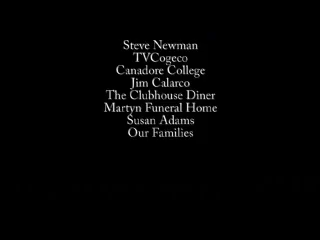 Steve Newman
TVCogeco
Canadore College
Jim Calarco
The Clubhouse Diner
Martyn Funeral Home
Susan Adams
Our Families